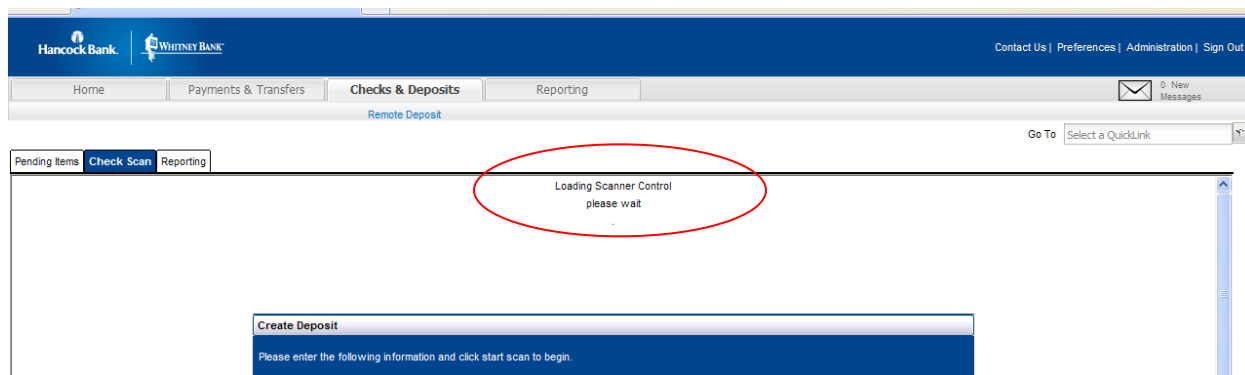 Hancock Bank. WHITNEY BANK
Contact Us | Preferences | Administration | Sign Out
Home Payments & Transfers Checks & Deposits Reporting
0 New
Messages
Remote Deposit
Go To Select a QuickLink
Pending Items Check Scan Reporting
Loading Scanner Control
please wait
.
Create Deposit
Please enter the following information and click start scan to begin.